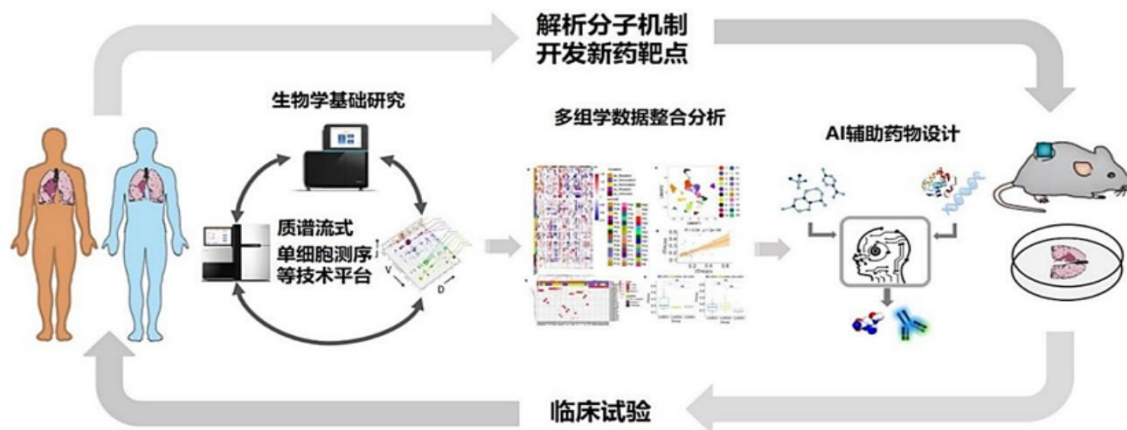 解析分子机制
开发新药靶点
生物学基础研究
多组学数据整合分析
AI辅助药物设计
质谱流式
单细胞测序
等技术平台
J
V
D
临床试验